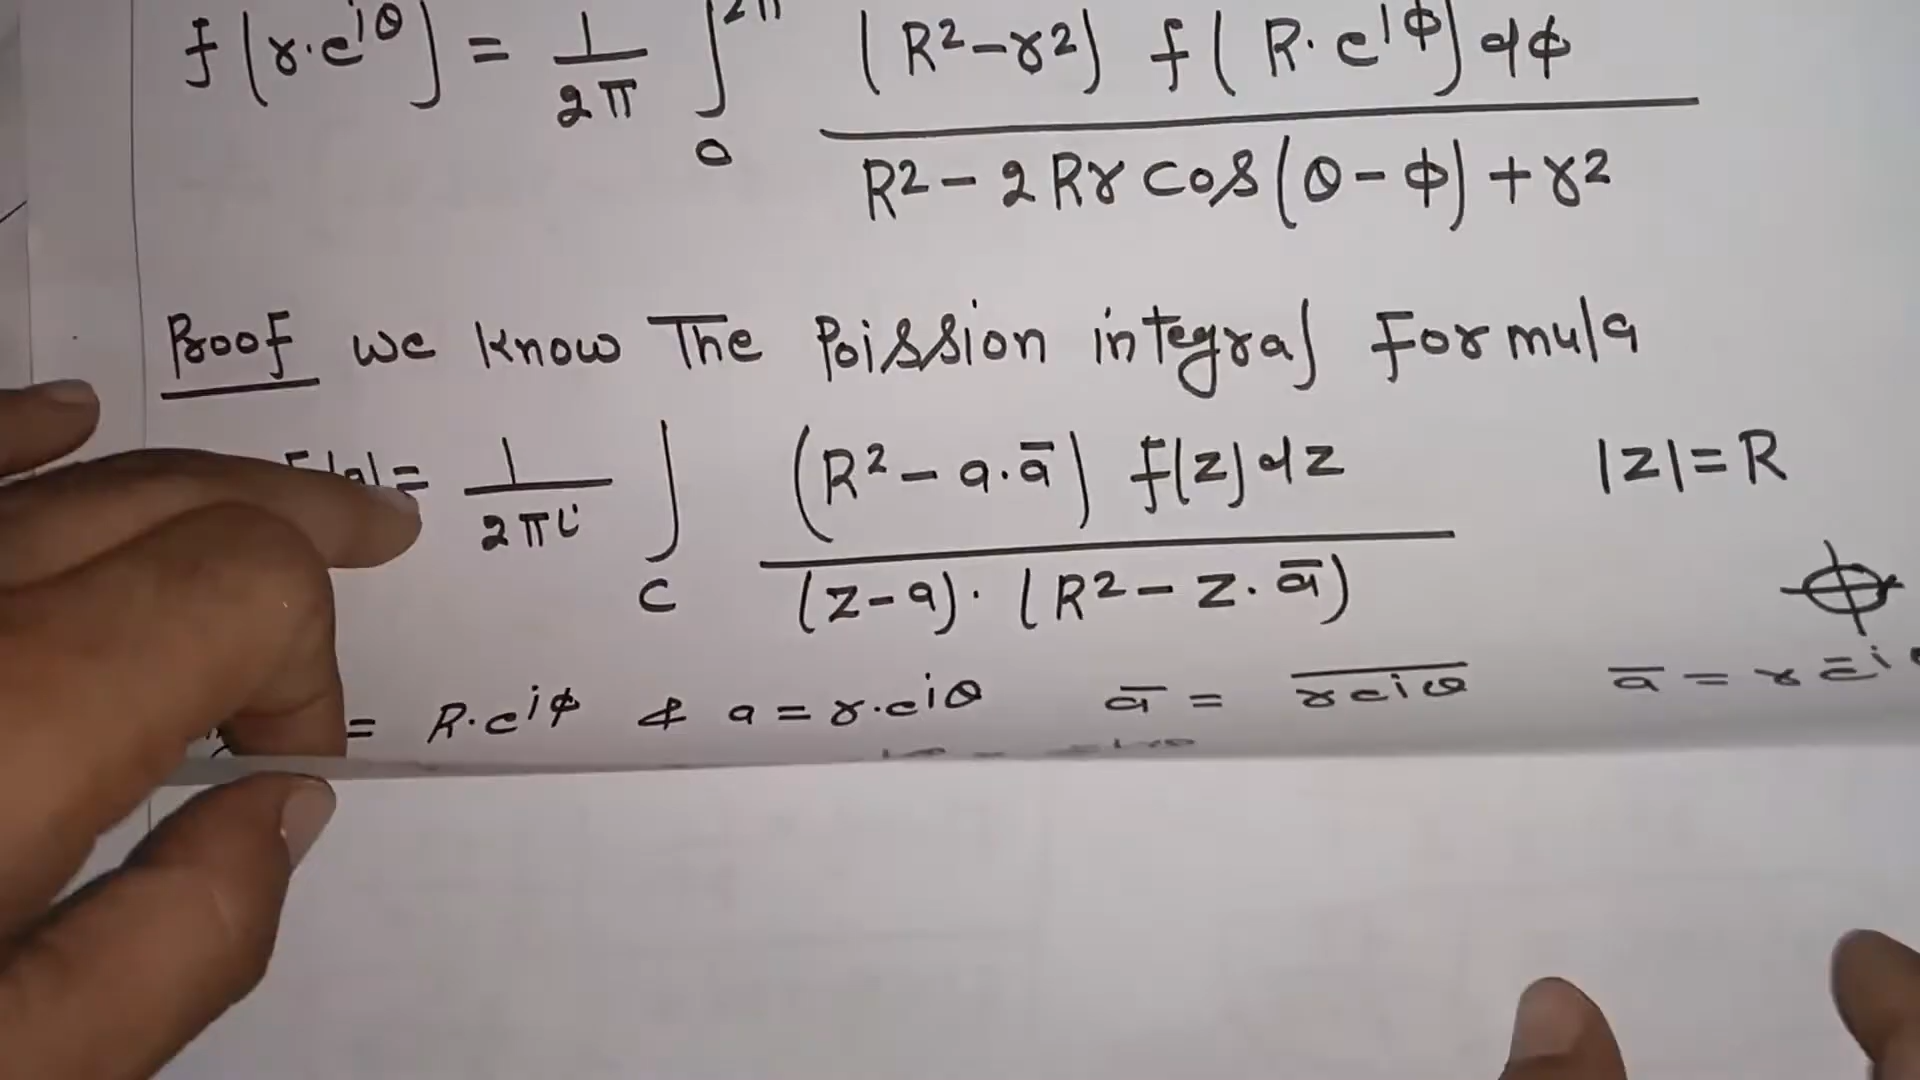 f(r.e^{iθ}) = 1/2π ∫_0^{2π} (R²-r²) f(R.e^{iϕ}) dϕ / R² - 2Rr cos(θ-ϕ) + r²
Proof we know The Poission integral Formula
= 1/2πi ∫_C (R² - a.ā) f(z) dz / (z-a).(R² - z.ā) |z|=R
= R.e^{iϕ} & a = r.e^{iθ} ā = \overline{re^{iθ}} ā = r e^{-i